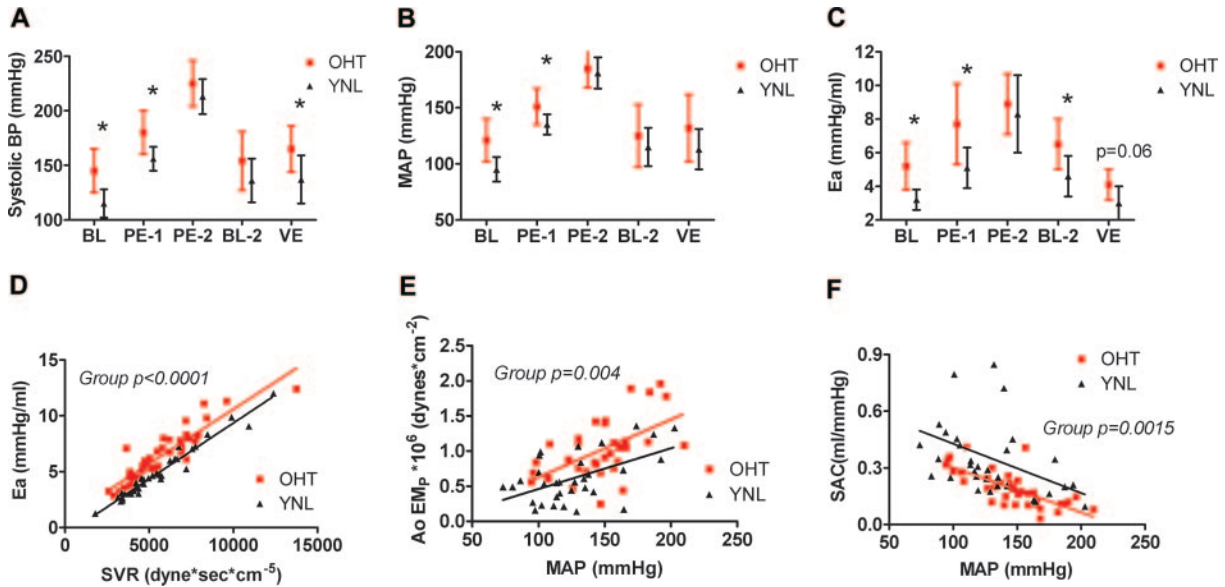 A
Systolic BP (mmHg)
250
200
150
100
*
*
*
OHT
YNL
BL PE-1 PE-2 BL-2 VE
B
MAP (mmHg)
200
150
100
50
*
*
OHT
YNL
BL PE-1 PE-2 BL-2 VE
C
Ea (mmHg/ml)
12
10
8
6
4
2
*
*
*
p=0.06
OHT
YNL
BL PE-1 PE-2 BL-2 VE
D
Ea (mmHg/ml)
15
10
5
0
Group p<0.0001
OHT
YNL
0 5000 10000 15000
SVR (dyne*sec*cm-5)
E
Ao EMP *10⁶ (dynes*cm-2)
2.5
2.0
1.5
1.0
0.5
0.0
Group p=0.004
OHT
YNL
50 100 150 200 250
MAP (mmHg)
F
SAC(ml/mmHg)
0.9
0.6
0.3
0.0
OHT
YNL
Group p=0.0015
50 100 150 200 250
MAP (mmHg)